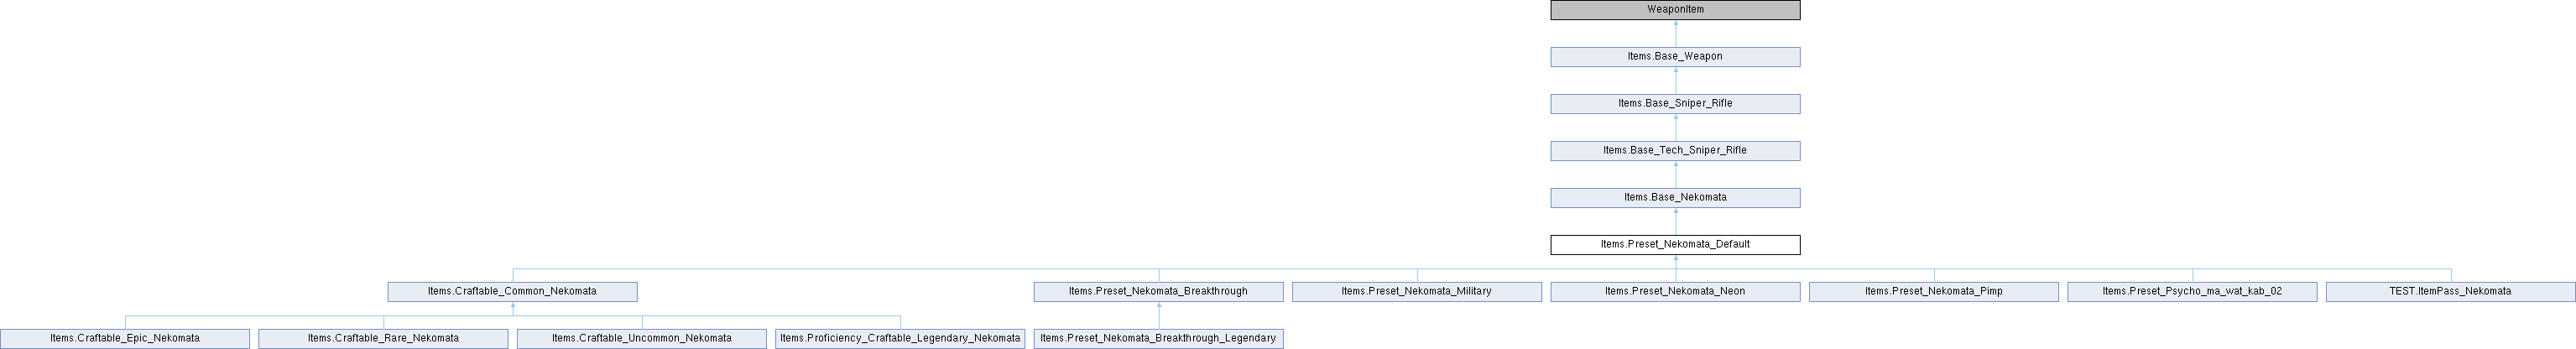 WeaponItem
Items.Base_Weapon
Items.Base_Sniper_Rifle
Items.Base_Tech_Sniper_Rifle
Items.Base_Nekomata
Items.Preset_Nekomata_Default
Items.Craftable_Common_Nekomata
Items.Preset_Nekomata_Breakthrough
Items.Preset_Nekomata_Military
Items.Preset_Nekomata_Neon
Items.Preset_Nekomata_Pimp
Items.Preset_Psycho_ma_wat_kab_02
TEST.ItemPass_Nekomata
Items.Craftable_Epic_Nekomata
Items.Craftable_Rare_Nekomata
Items.Craftable_Uncommon_Nekomata
Items.Proficiency_Craftable_Legendary_Nekomata
Items.Preset_Nekomata_Breakthrough_Legendary